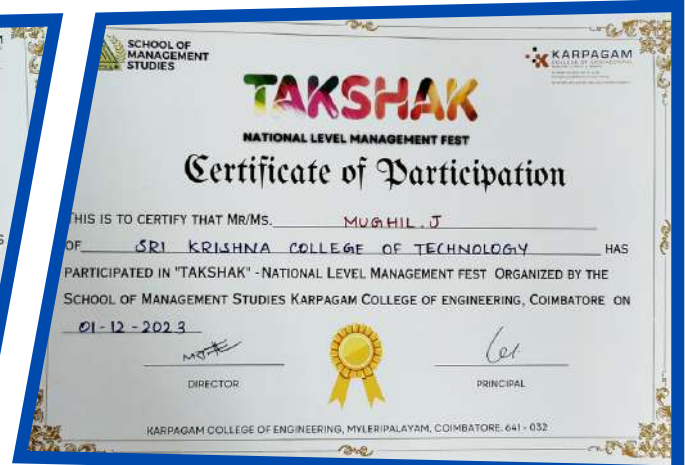 SCHOOL OF
MANAGEMENT
STUDIES
KARPAGAM
COLLEGE OF ENGINEERING
TAKSHAK
NATIONAL LEVEL MANAGEMENT FEST
Certificate of Participation
THIS IS TO CERTIFY THAT MR/MS. MUGHIL. J
OF SRI KRISHNA COLLEGE OF TECHNOLOGY HAS
PARTICIPATED IN "TAKSHAK" - NATIONAL LEVEL MANAGEMENT FEST ORGANIZED BY THE
SCHOOL OF MANAGEMENT STUDIES KARPAGAM COLLEGE OF ENGINEERING, COIMBATORE ON
01-12-2023
DIRECTOR PRINCIPAL
KARPAGAM COLLEGE OF ENGINEERING, MYLERIPALAYAM, COIMBATORE. 641 - 032